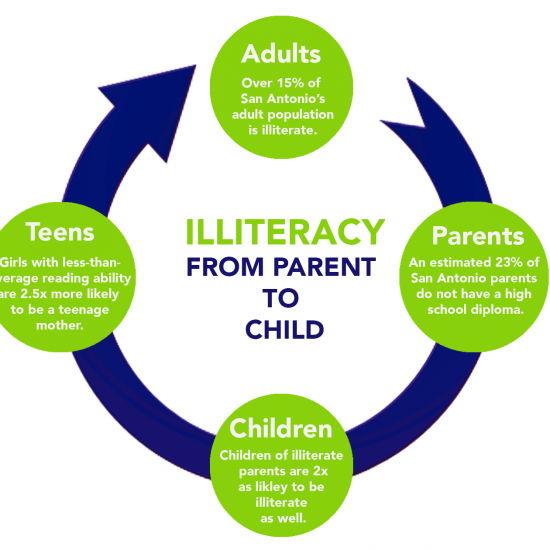 Adults
Over 15% of
San Antonio's
adult population
is illiterate.
ILLITERACY
FROM PARENT
TO
CHILD
Parents
An estimated 23% of
San Antonio parents
do not have a high
school diploma.
Children
Children of illiterate
parents are 2x
as likley to be
illiterate
as well.
Teens
Girls with less-than-
verage reading ability
are 2.5x more likely
to be a teenage
mother.